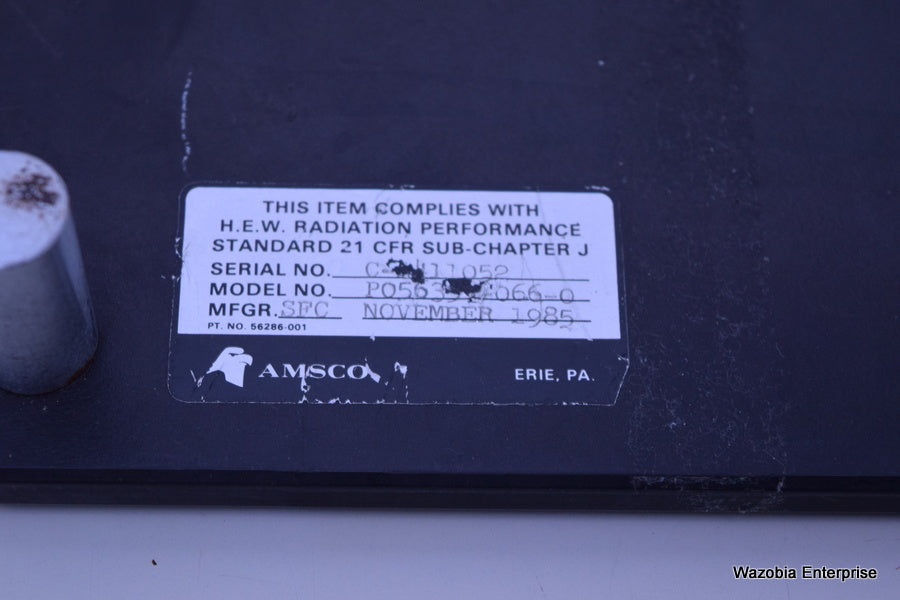 THIS ITEM COMPLIES WITH
H.E.W. RADIATION PERFORMANCE
STANDARD 21 CFR SUB-CHAPTER J
SERIAL NO.
MODEL NO.
MFGR. SFC NOVEMBER 1985
PT. NO. 56286-001
AMSCO ERIE, PA.
Wazobia Enterprise